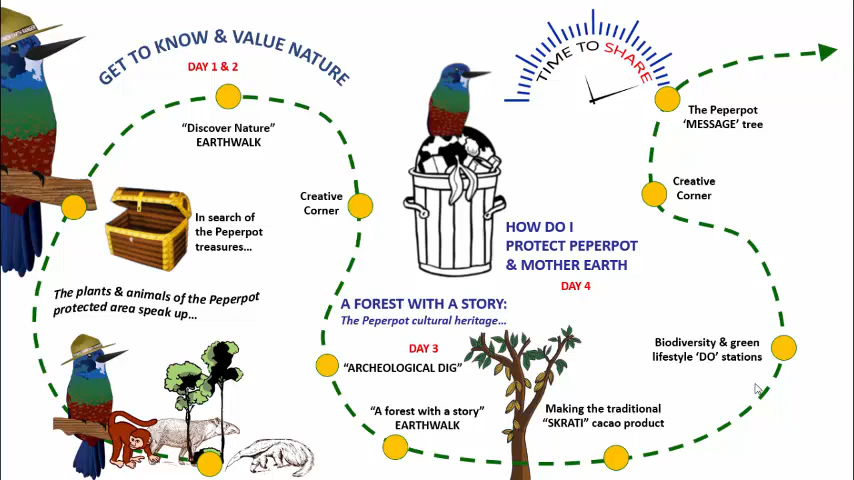 GET TO KNOW & VALUE NATURE
DAY 1 & 2
"Discover Nature"
EARTHWALK
In search of
the Peperpot
treasures...
The plants & animals of the Peperpot
protected area speak up...
Creative
Corner
A FOREST WITH A STORY:
The Peperpot cultural heritage...
DAY 3
"ARCHEOLOGICAL DIG"
"A forest with a story"
EARTHWALK
Making the traditional
"SKRATI" cacao product
HOW DO I
PROTECT PEPERPOT
& MOTHER EARTH
DAY 4
Biodiversity & green
lifestyle 'DO' stations
Creative
Corner
TIME TO SHARE
The Peperpot
'MESSAGE' tree